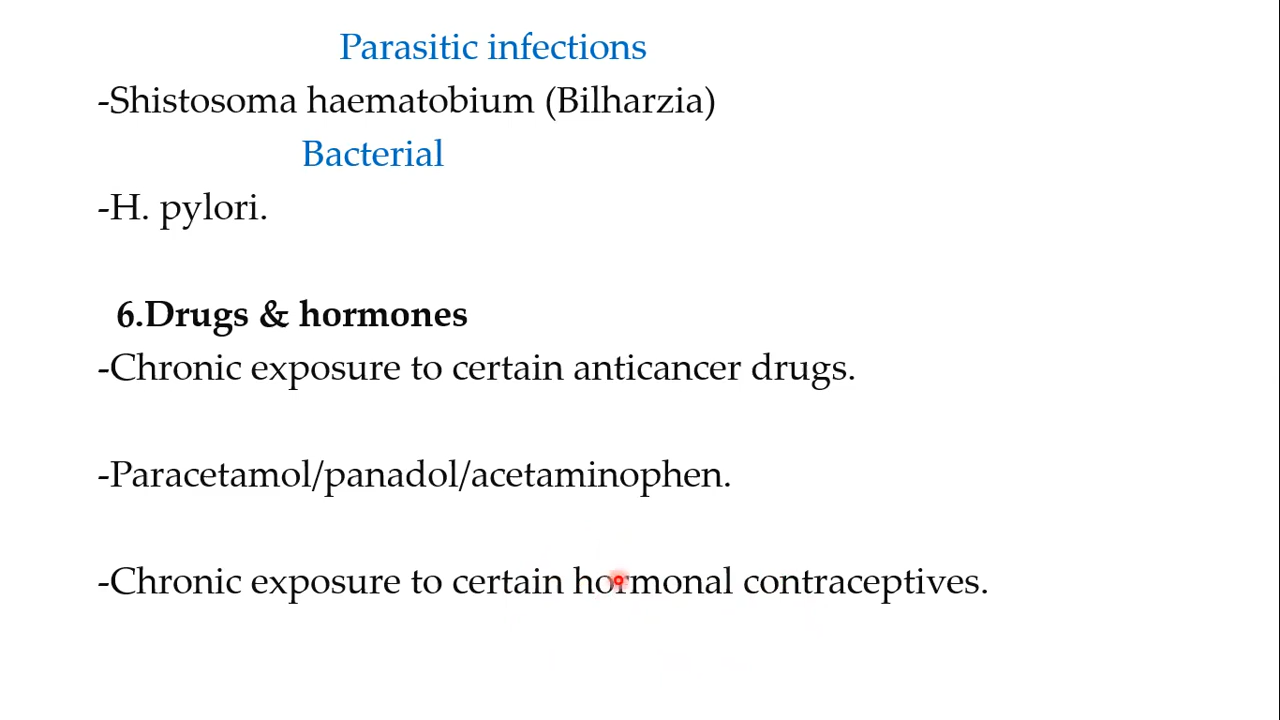 Parasitic infections
-Shistosoma haematobium (Bilharzia)
Bacterial
-H. pylori.
6.Drugs & hormones
-Chronic exposure to certain anticancer drugs.
-Paracetamol/panadol/acetaminophen.
-Chronic exposure to certain hormonal contraceptives.